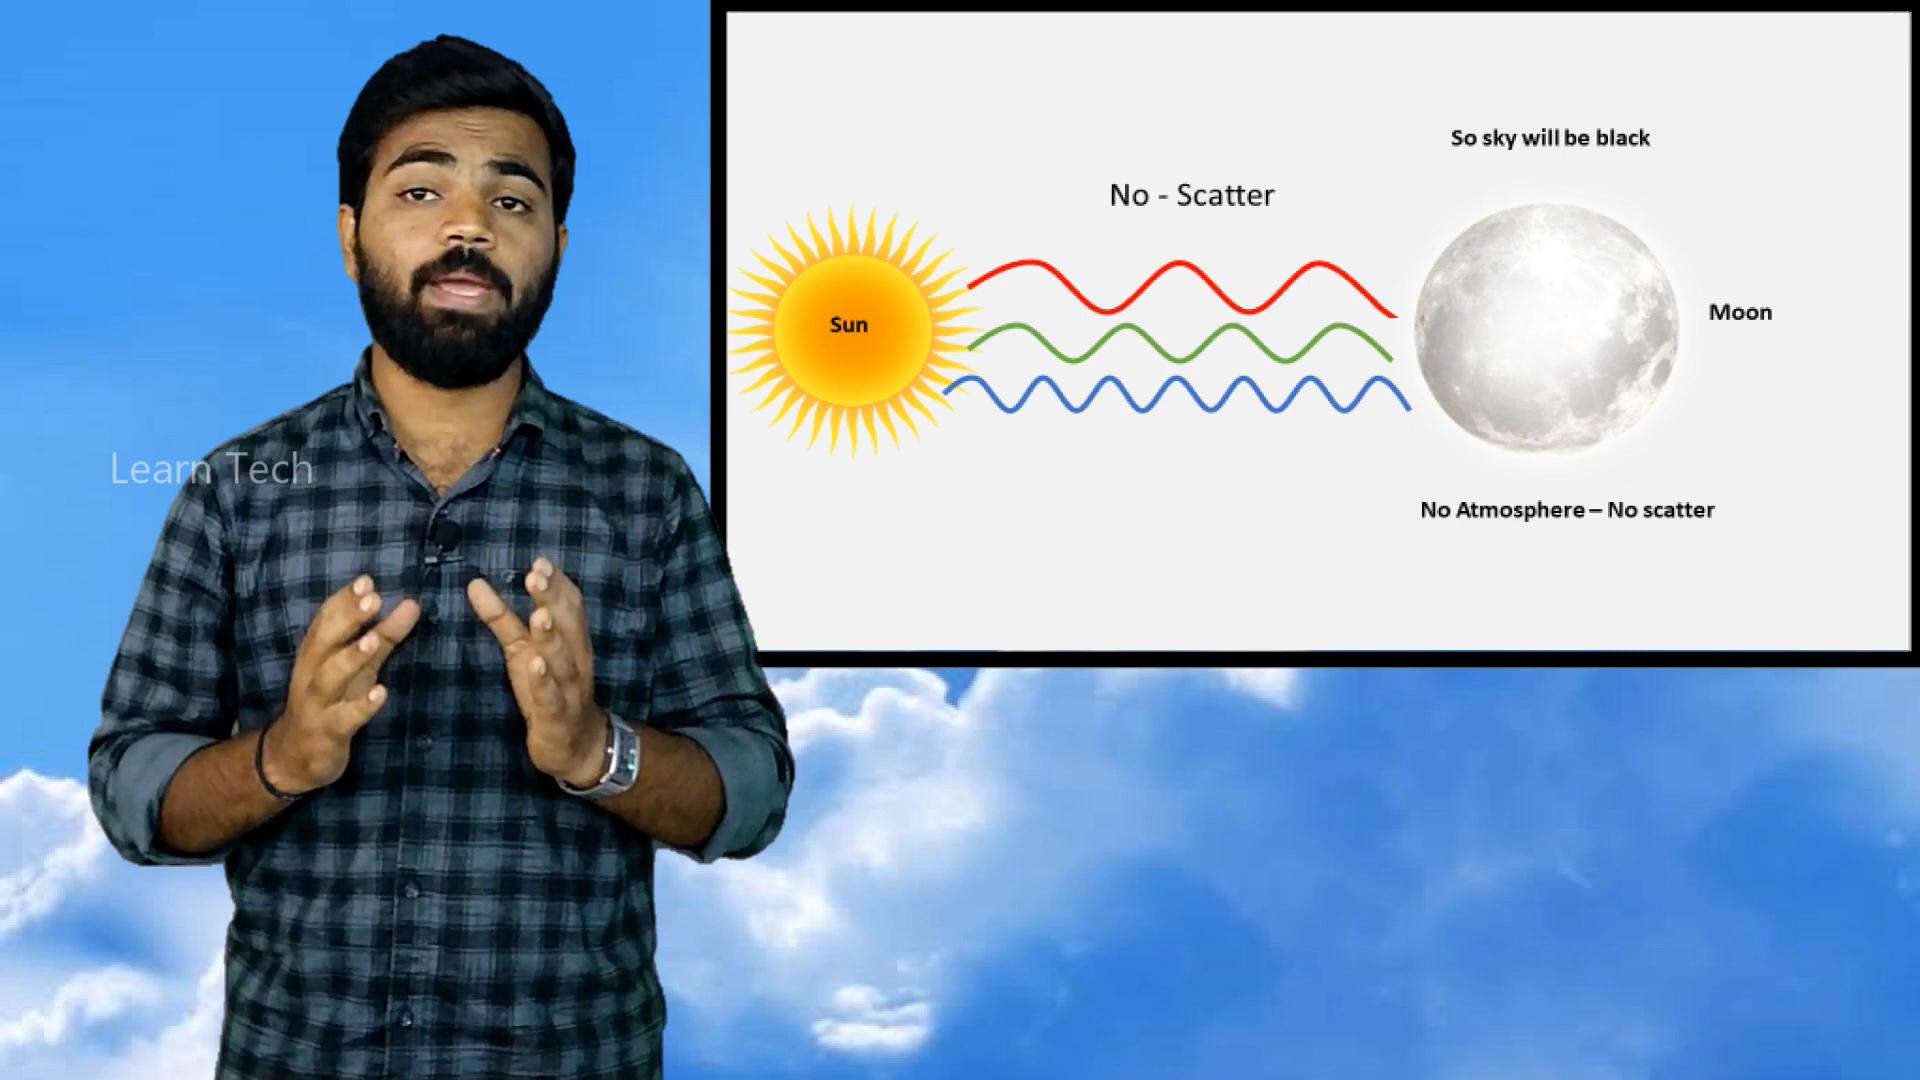 So sky will be black
No - Scatter
Sun
Moon
Learn Tech
No Atmosphere – No scatter